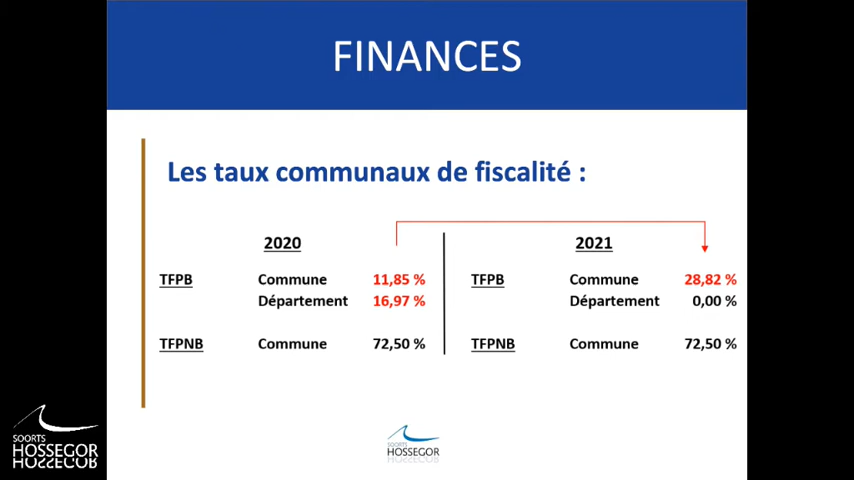 FINANCES
Les taux communaux de fiscalité :
2020 2021
TFPB Commune 11,85 % TFPB Commune 28,82 %
Département 16,97 % Département 0,00 %
TFPNB Commune 72,50 % TFPNB Commune 72,50 %
SOORTS
HOSSEGOR
SOORTS
HOSSEGOR